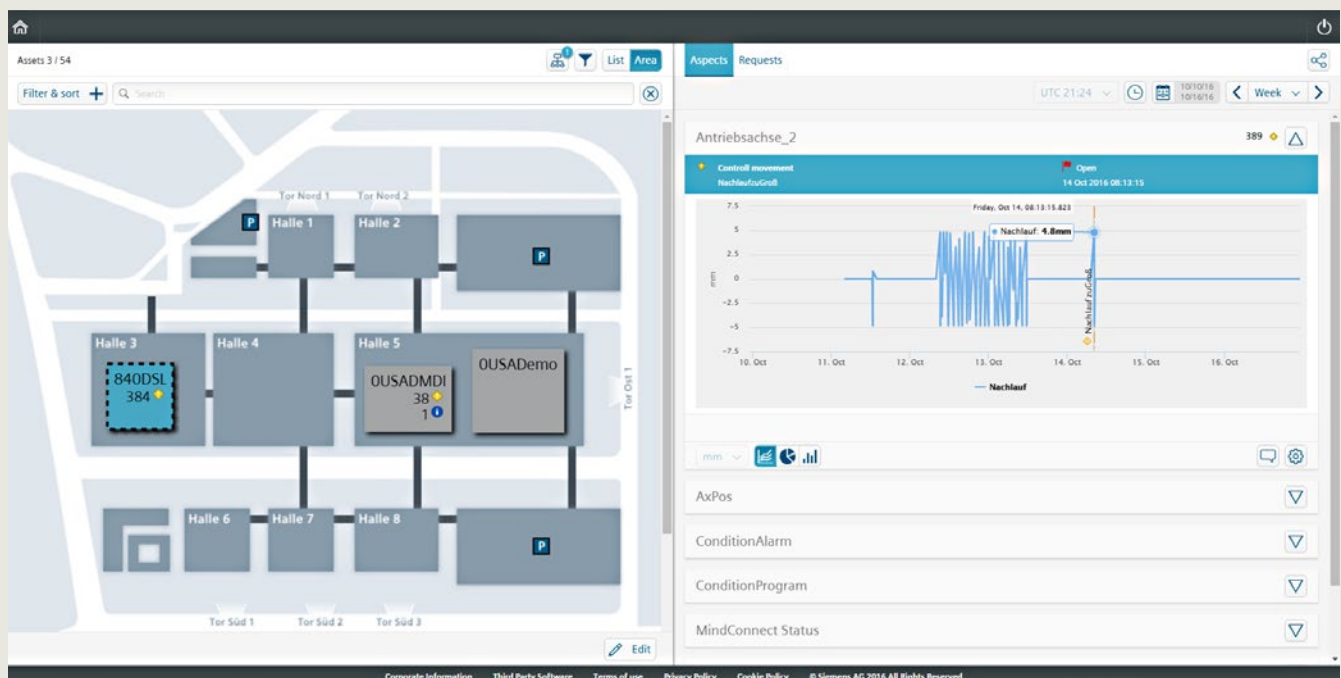 Assets 3 / 54
List
Area
Filter & sort
Search
Tor Nord 1
Tor Nord 2
P
Halle 1
Halle 2
P
Halle 3
Halle 4
Halle 5
840DSL
384
0USADMDI
38
1
0USADemo
Tor Ost 1
Halle 6
Halle 7
Halle 8
P
Tor Süd 1
Tor Süd 2
Tor Süd 3
Edit
Aspects
Requests
UTC 21:24
10/10/16
10/16/16
Week
Antriebsachse_2
389
Controll movement
NachlaufzuGroß
Open
14 Oct 2016 08:13:15
Friday, Oct 14, 08:13:15.823
Nachlauf: 4.8mm
7.5
5
2.5
0
-2.5
-5
-7.5
mm
NachlaufzuGroß
10. Oct
11. Oct
12. Oct
13. Oct
14. Oct
15. Oct
16. Oct
Nachlauf
mm
AxPos
ConditionAlarm
ConditionProgram
MindConnect Status
Corporate Information Third Party Software Terms of use Privacy Policy Cookie Policy © Siemens AG 2016 All Rights Reserved